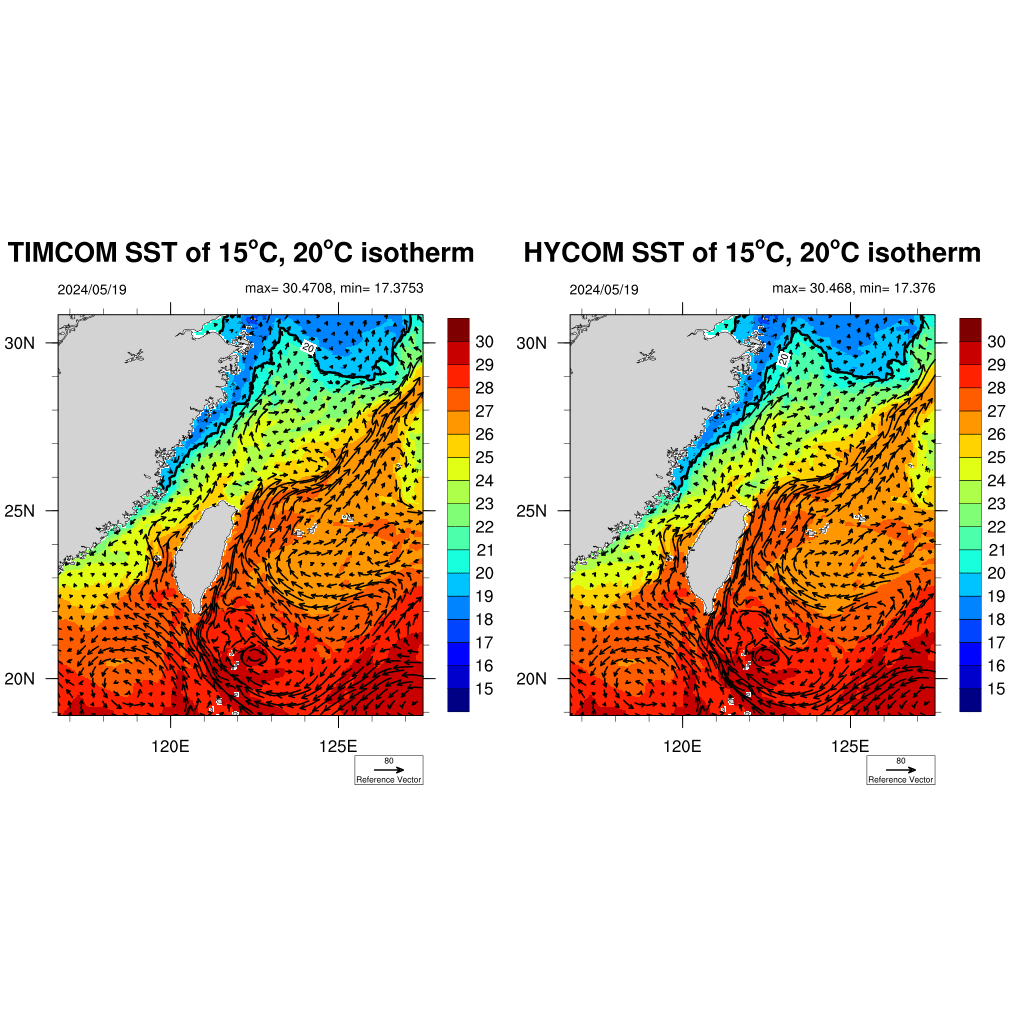 TIMCOM SST of 15°C, 20°C isotherm
2024/05/19
max= 30.4708, min= 17.3753
30N
25N
20N
120E
125E
20
30
29
28
27
26
25
24
23
22
21
20
19
18
17
16
15
80
Reference Vector
HYCOM SST of 15°C, 20°C isotherm
2024/05/19
max= 30.468, min= 17.376
30N
25N
20N
120E
125E
20
30
29
28
27
26
25
24
23
22
21
20
19
18
17
16
15
80
Reference Vector